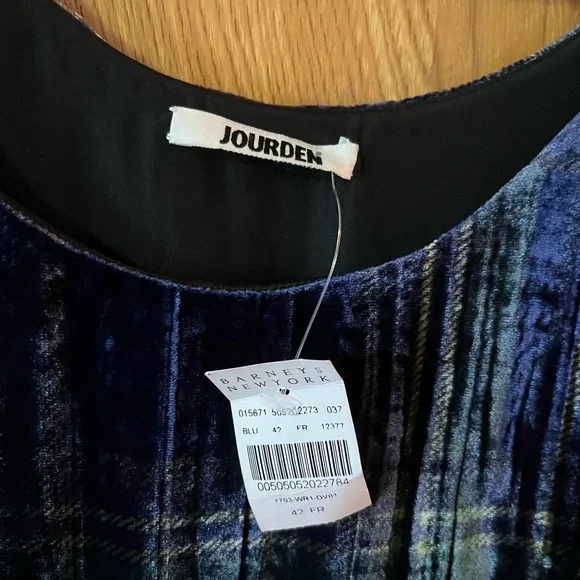 JOURDEN
BARNEYS
NEW YORK
015671 505202273 037
BLU 42 FR 12377
00505052022784
1703-WR1-DV01
42 FR